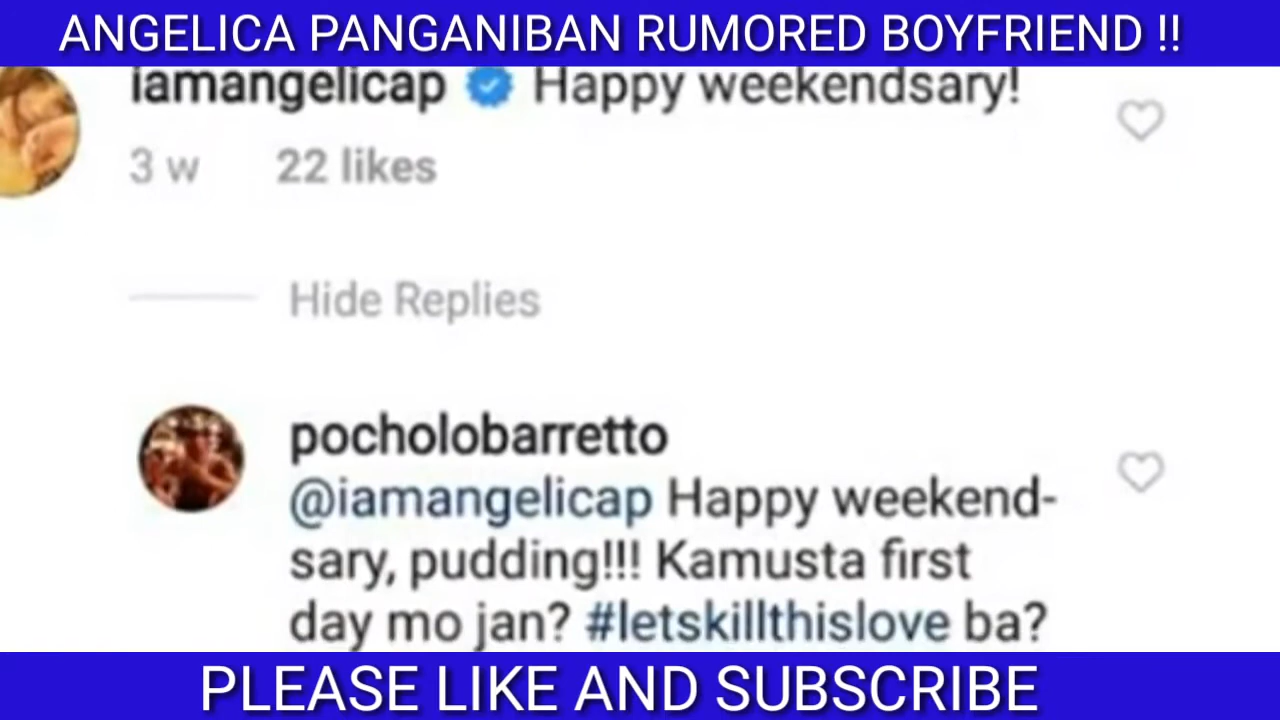 ANGELICA PANGANIBAN RUMORED BOYFRIEND !!
iamangelicap Happy weekendsary!
3 w 22 likes
Hide Replies
pocholobarretto
@iamangelicap Happy weekend-
sary, pudding!!! Kamusta first
day mo jan? #letskillthislove ba?
PLEASE LIKE AND SUBSCRIBE